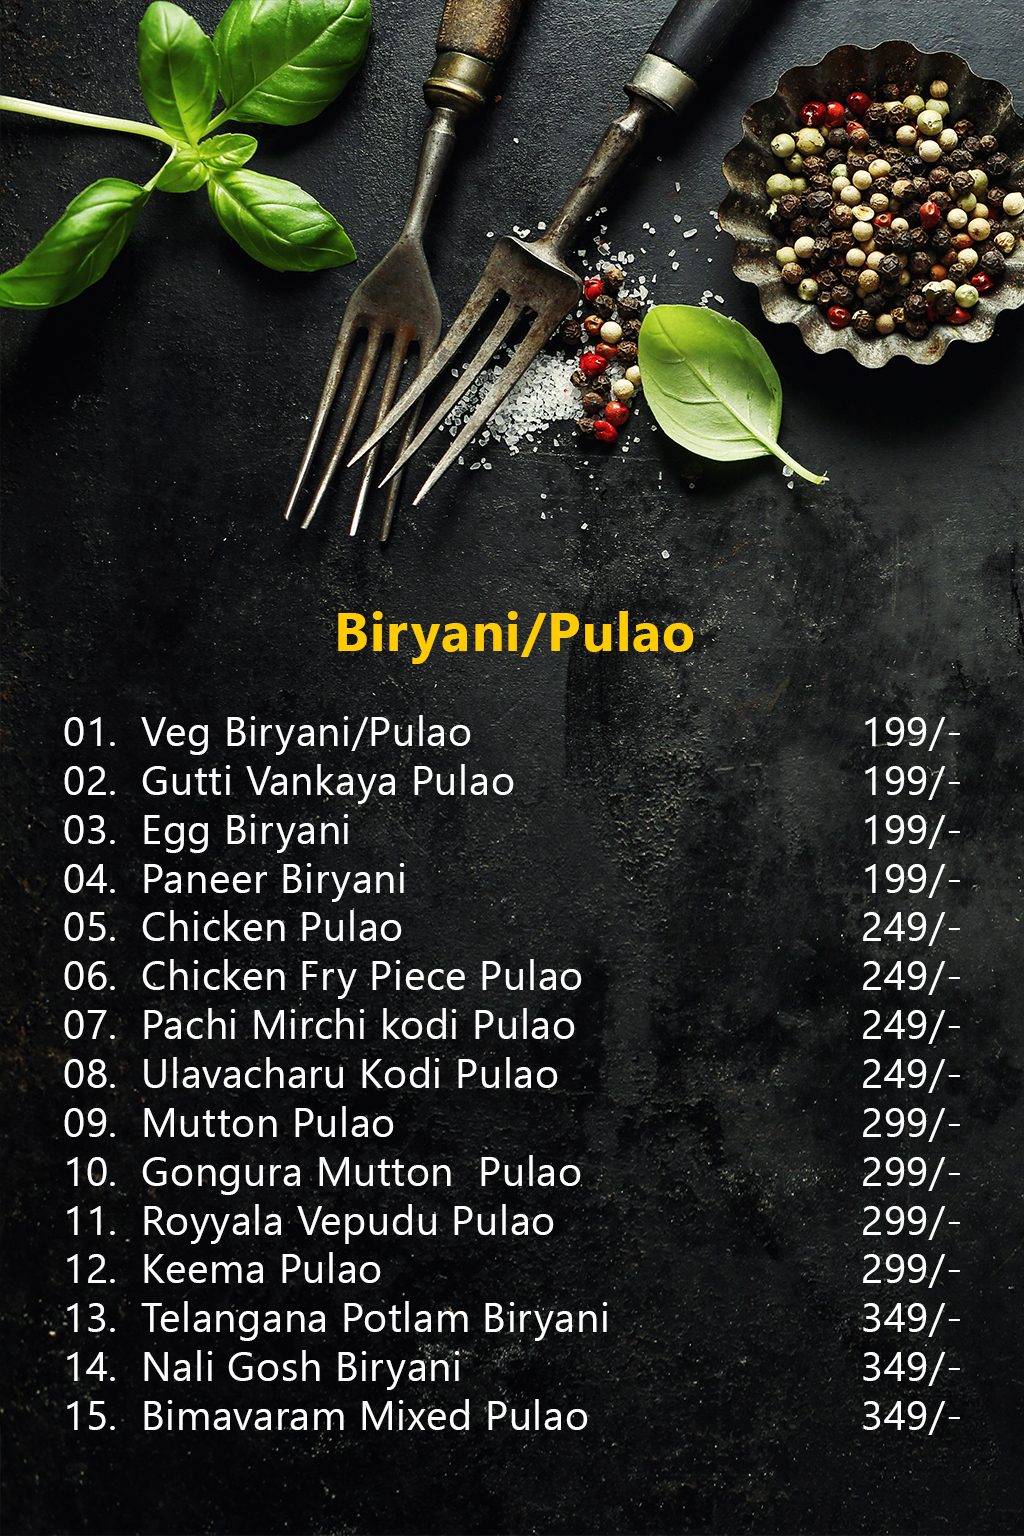 Biryani/Pulao
01. Veg Biryani/Pulao 199/-
02. Gutti Vankaya Pulao 199/-
03. Egg Biryani 199/-
04. Paneer Biryani 199/-
05. Chicken Pulao 249/-
06. Chicken Fry Piece Pulao 249/-
07. Pachi Mirchi kodi Pulao 249/-
08. Ulavacharu Kodi Pulao 249/-
09. Mutton Pulao 299/-
10. Gongura Mutton  Pulao 299/-
11. Royyala Vepudu Pulao 299/-
12. Keema Pulao 299/-
13. Telangana Potlam Biryani 349/-
14. Nali Gosh Biryani 349/-
15. Bimavaram Mixed Pulao 349/-